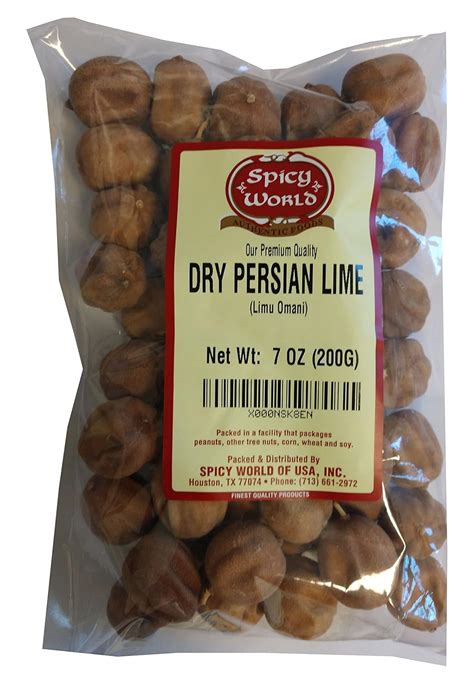 Spicy
World
AUTHENTIC FOODS
Our Premium Quality
DRY PERSIAN LIME
(Limu Omani)
Net Wt: 7 OZ (200G)
X000NSK8EN
Packed in a facility that packages
peanuts, other tree nuts, corn, wheat and soy.
Packed & Distributed By
SPICY WORLD OF USA, INC.
Houston, TX 77074 • Phone: (713) 661-2972
FINEST QUALITY PRODUCTS